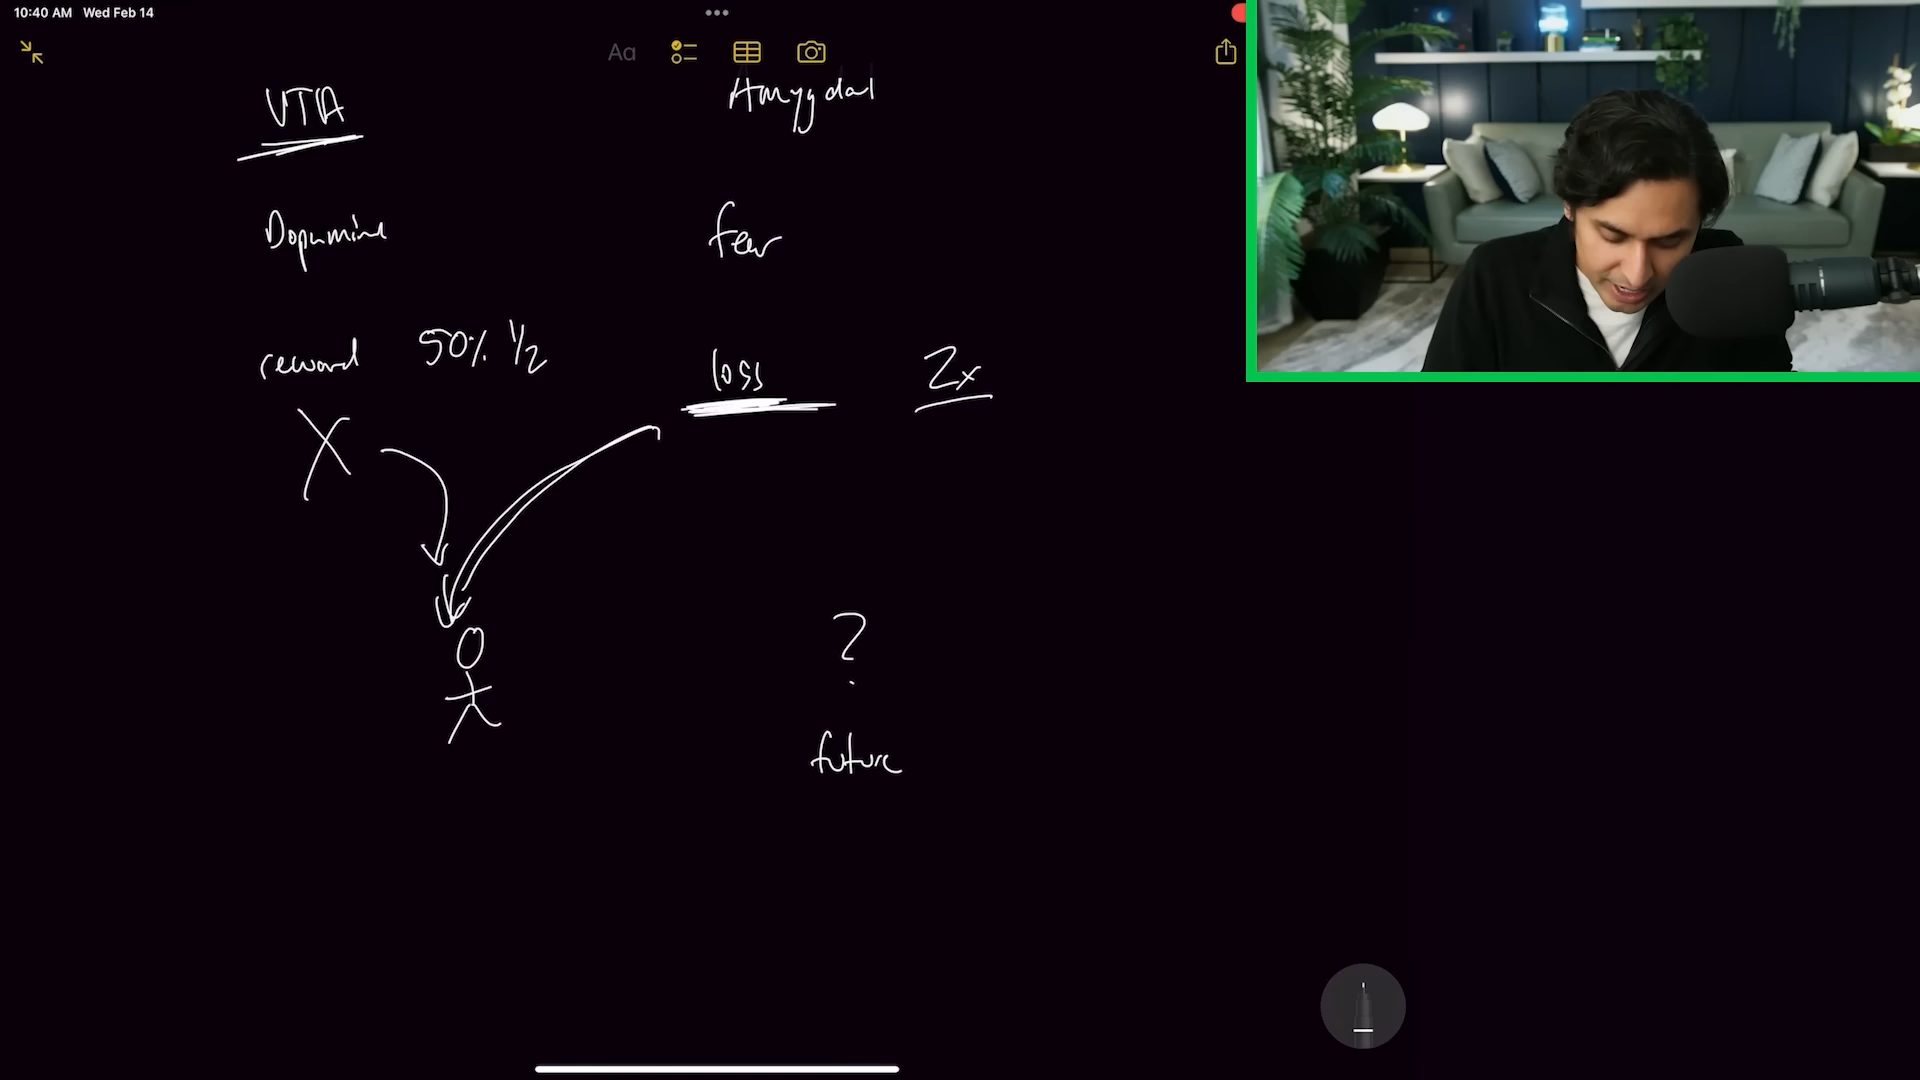 10:40 AM Wed Feb 14
Aa
VTA
Amygdal
Dopamine
fear
reward 50% 1/2
loss 2x
X
?
future